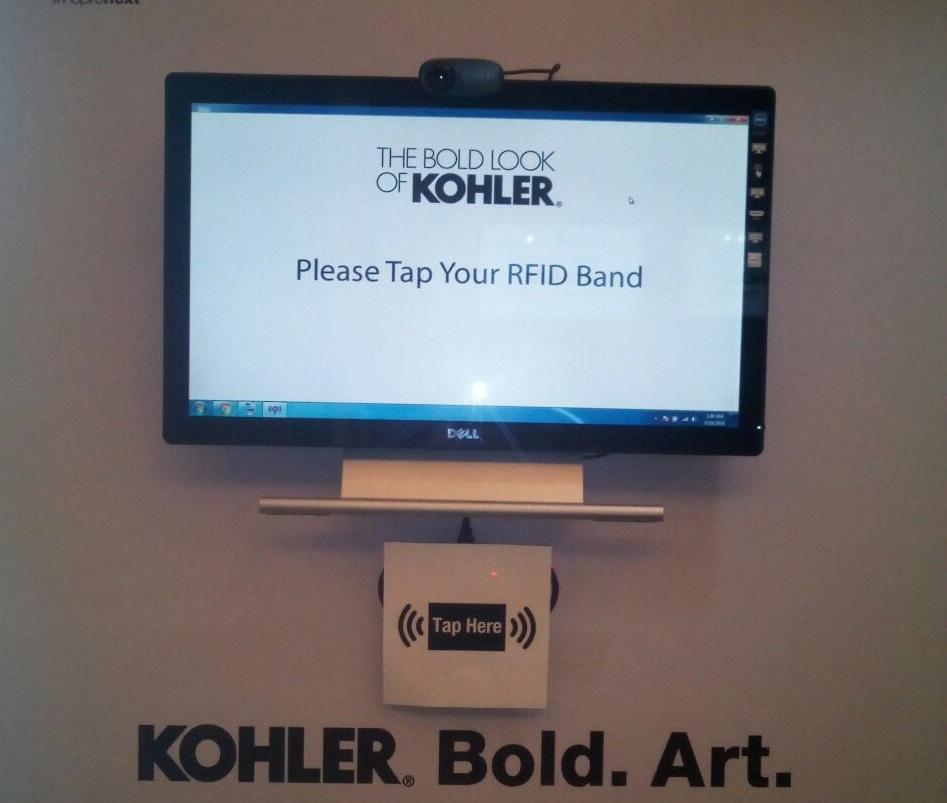 THE BOLD LOOK
OF KOHLER®
Please Tap Your RFID Band
DELL
Tap Here
KOHLER® Bold. Art.